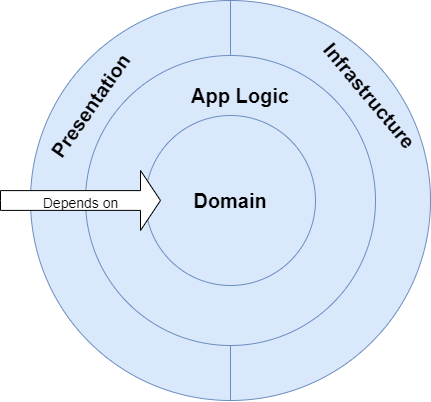 Presentation
Infrastructure
App Logic
Domain
Depends on